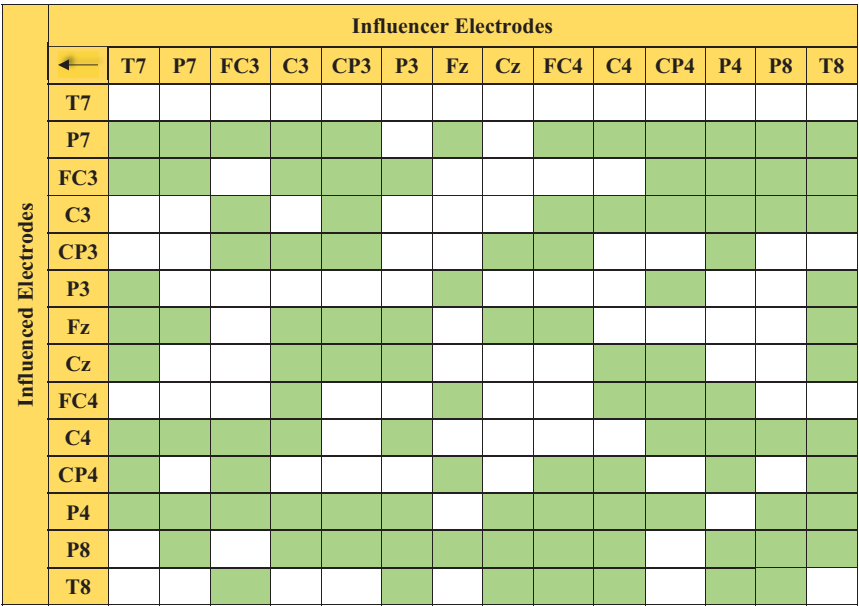 Influencer Electrodes
T7 P7 FC3 C3 CP3 P3 Fz Cz FC4 C4 CP4 P4 P8 T8
Influenced Electrodes
T7
P7
FC3
C3
CP3
P3
Fz
Cz
FC4
C4
CP4
P4
P8
T8